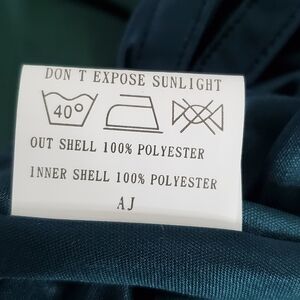 DON T EXPOSE SUNLIGHT
40°
OUT SHELL 100% POLYESTER
INNER SHELL 100% POLYESTER
AJ